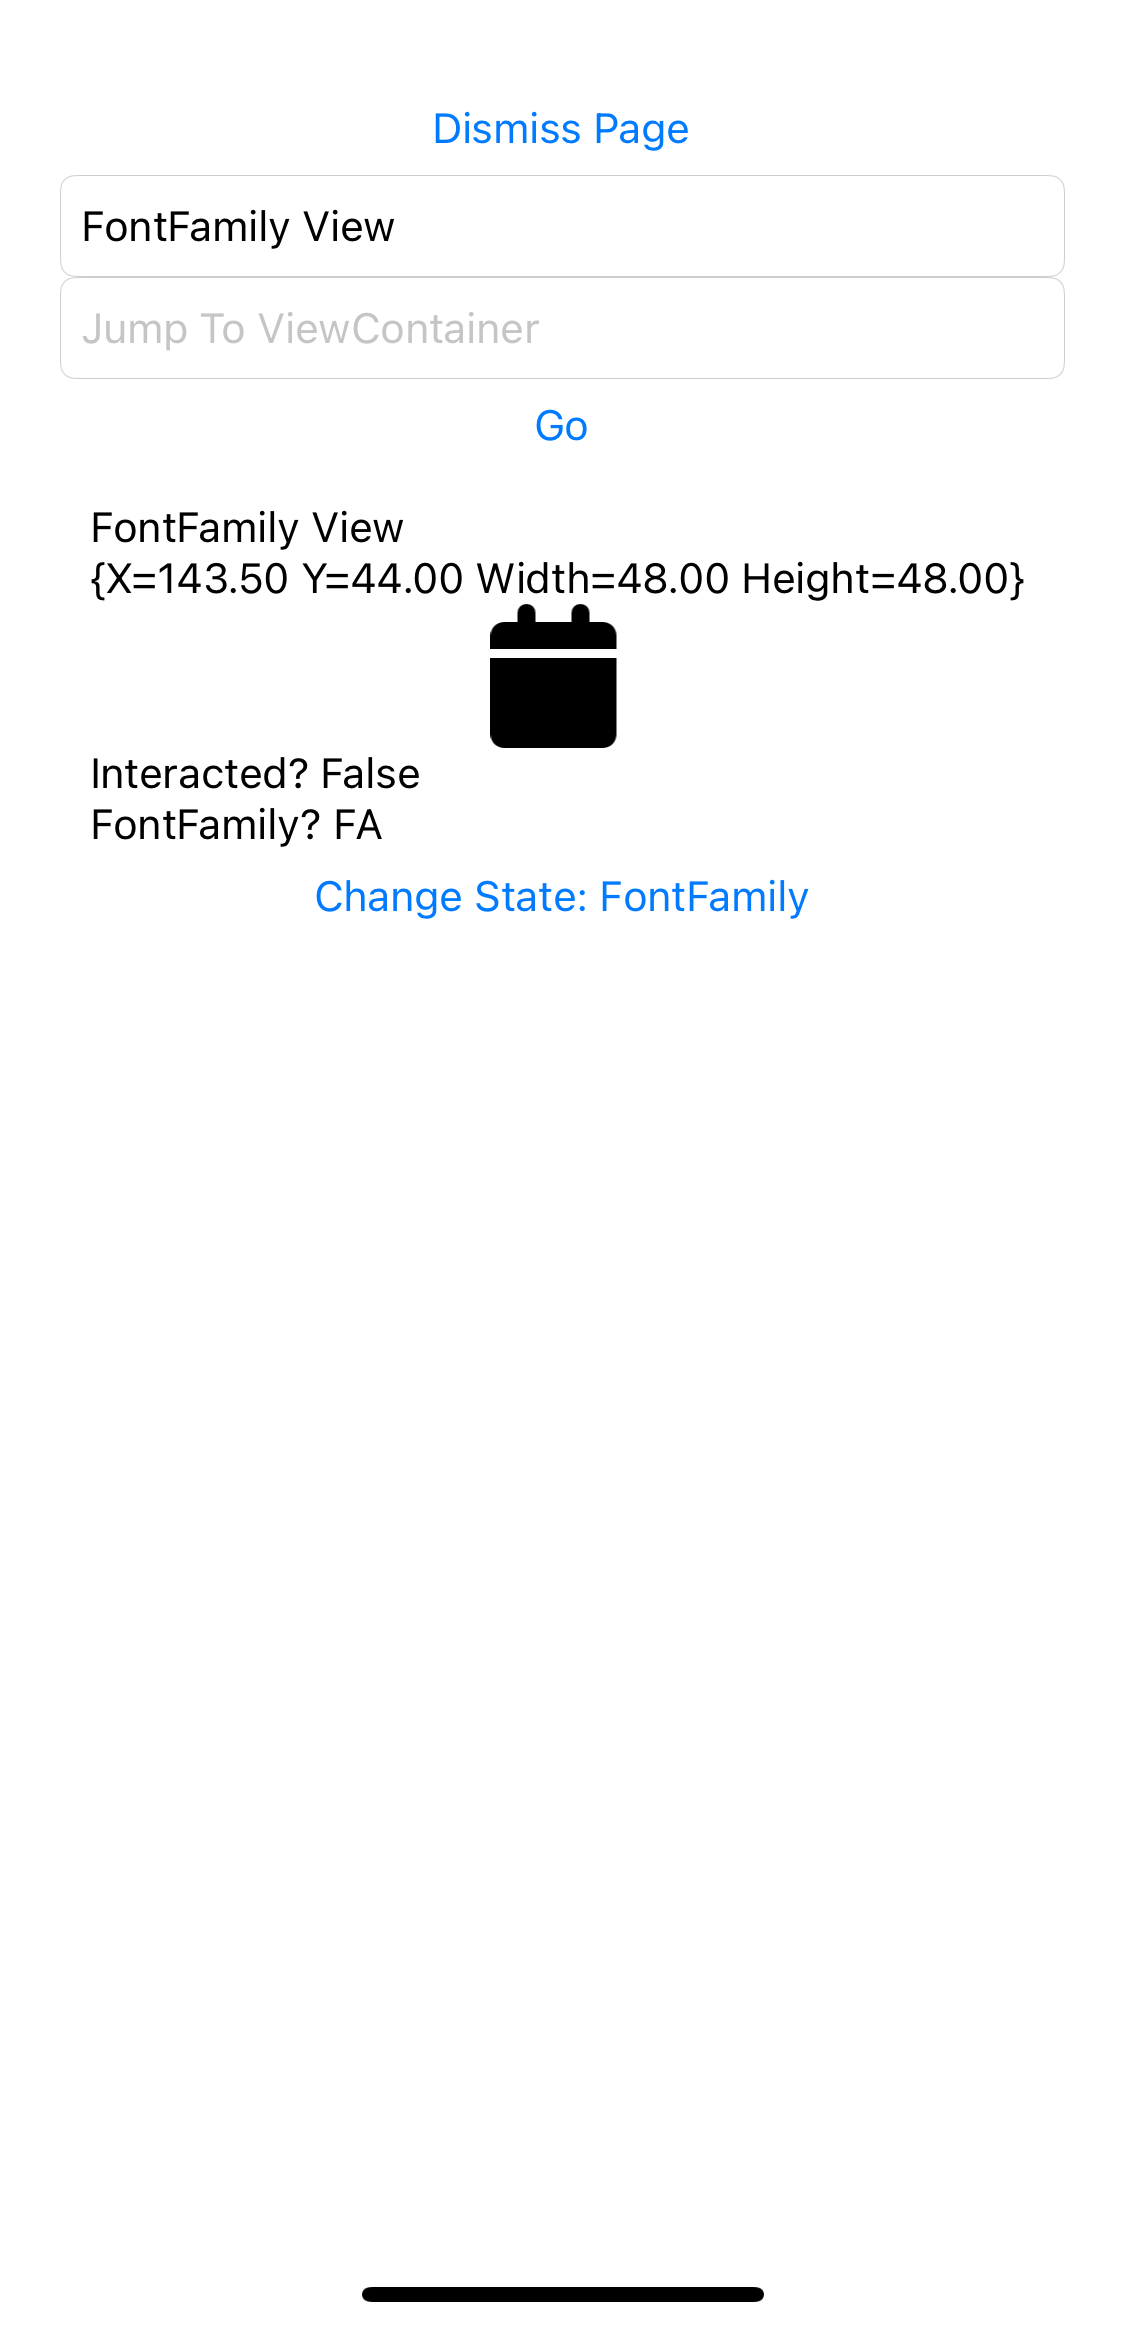 Dismiss Page
FontFamily View
Jump To ViewContainer
Go
FontFamily View
{X=143.50 Y=44.00 Width=48.00 Height=48.00}
Interacted? False
FontFamily? FA
Change State: FontFamily